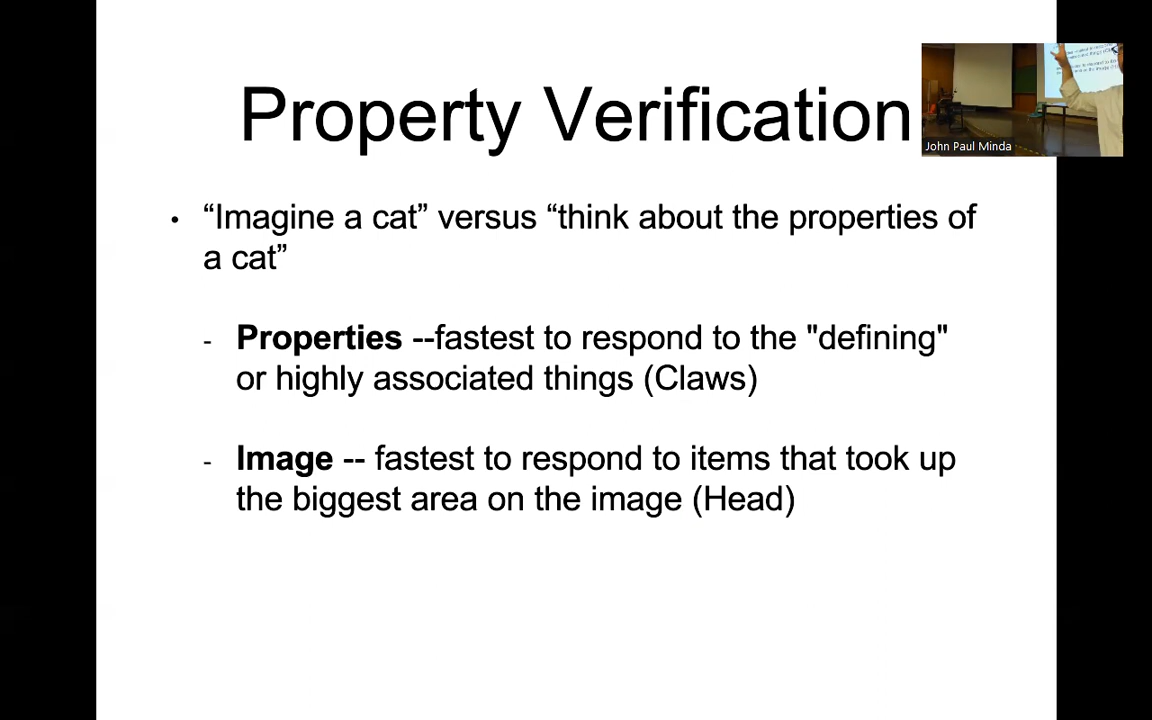 Property Verification
John Paul Minda
• “Imagine a cat” versus “think about the properties of
a cat”
- Properties --fastest to respond to the "defining"
or highly associated things (Claws)
- Image -- fastest to respond to items that took up
the biggest area on the image (Head)